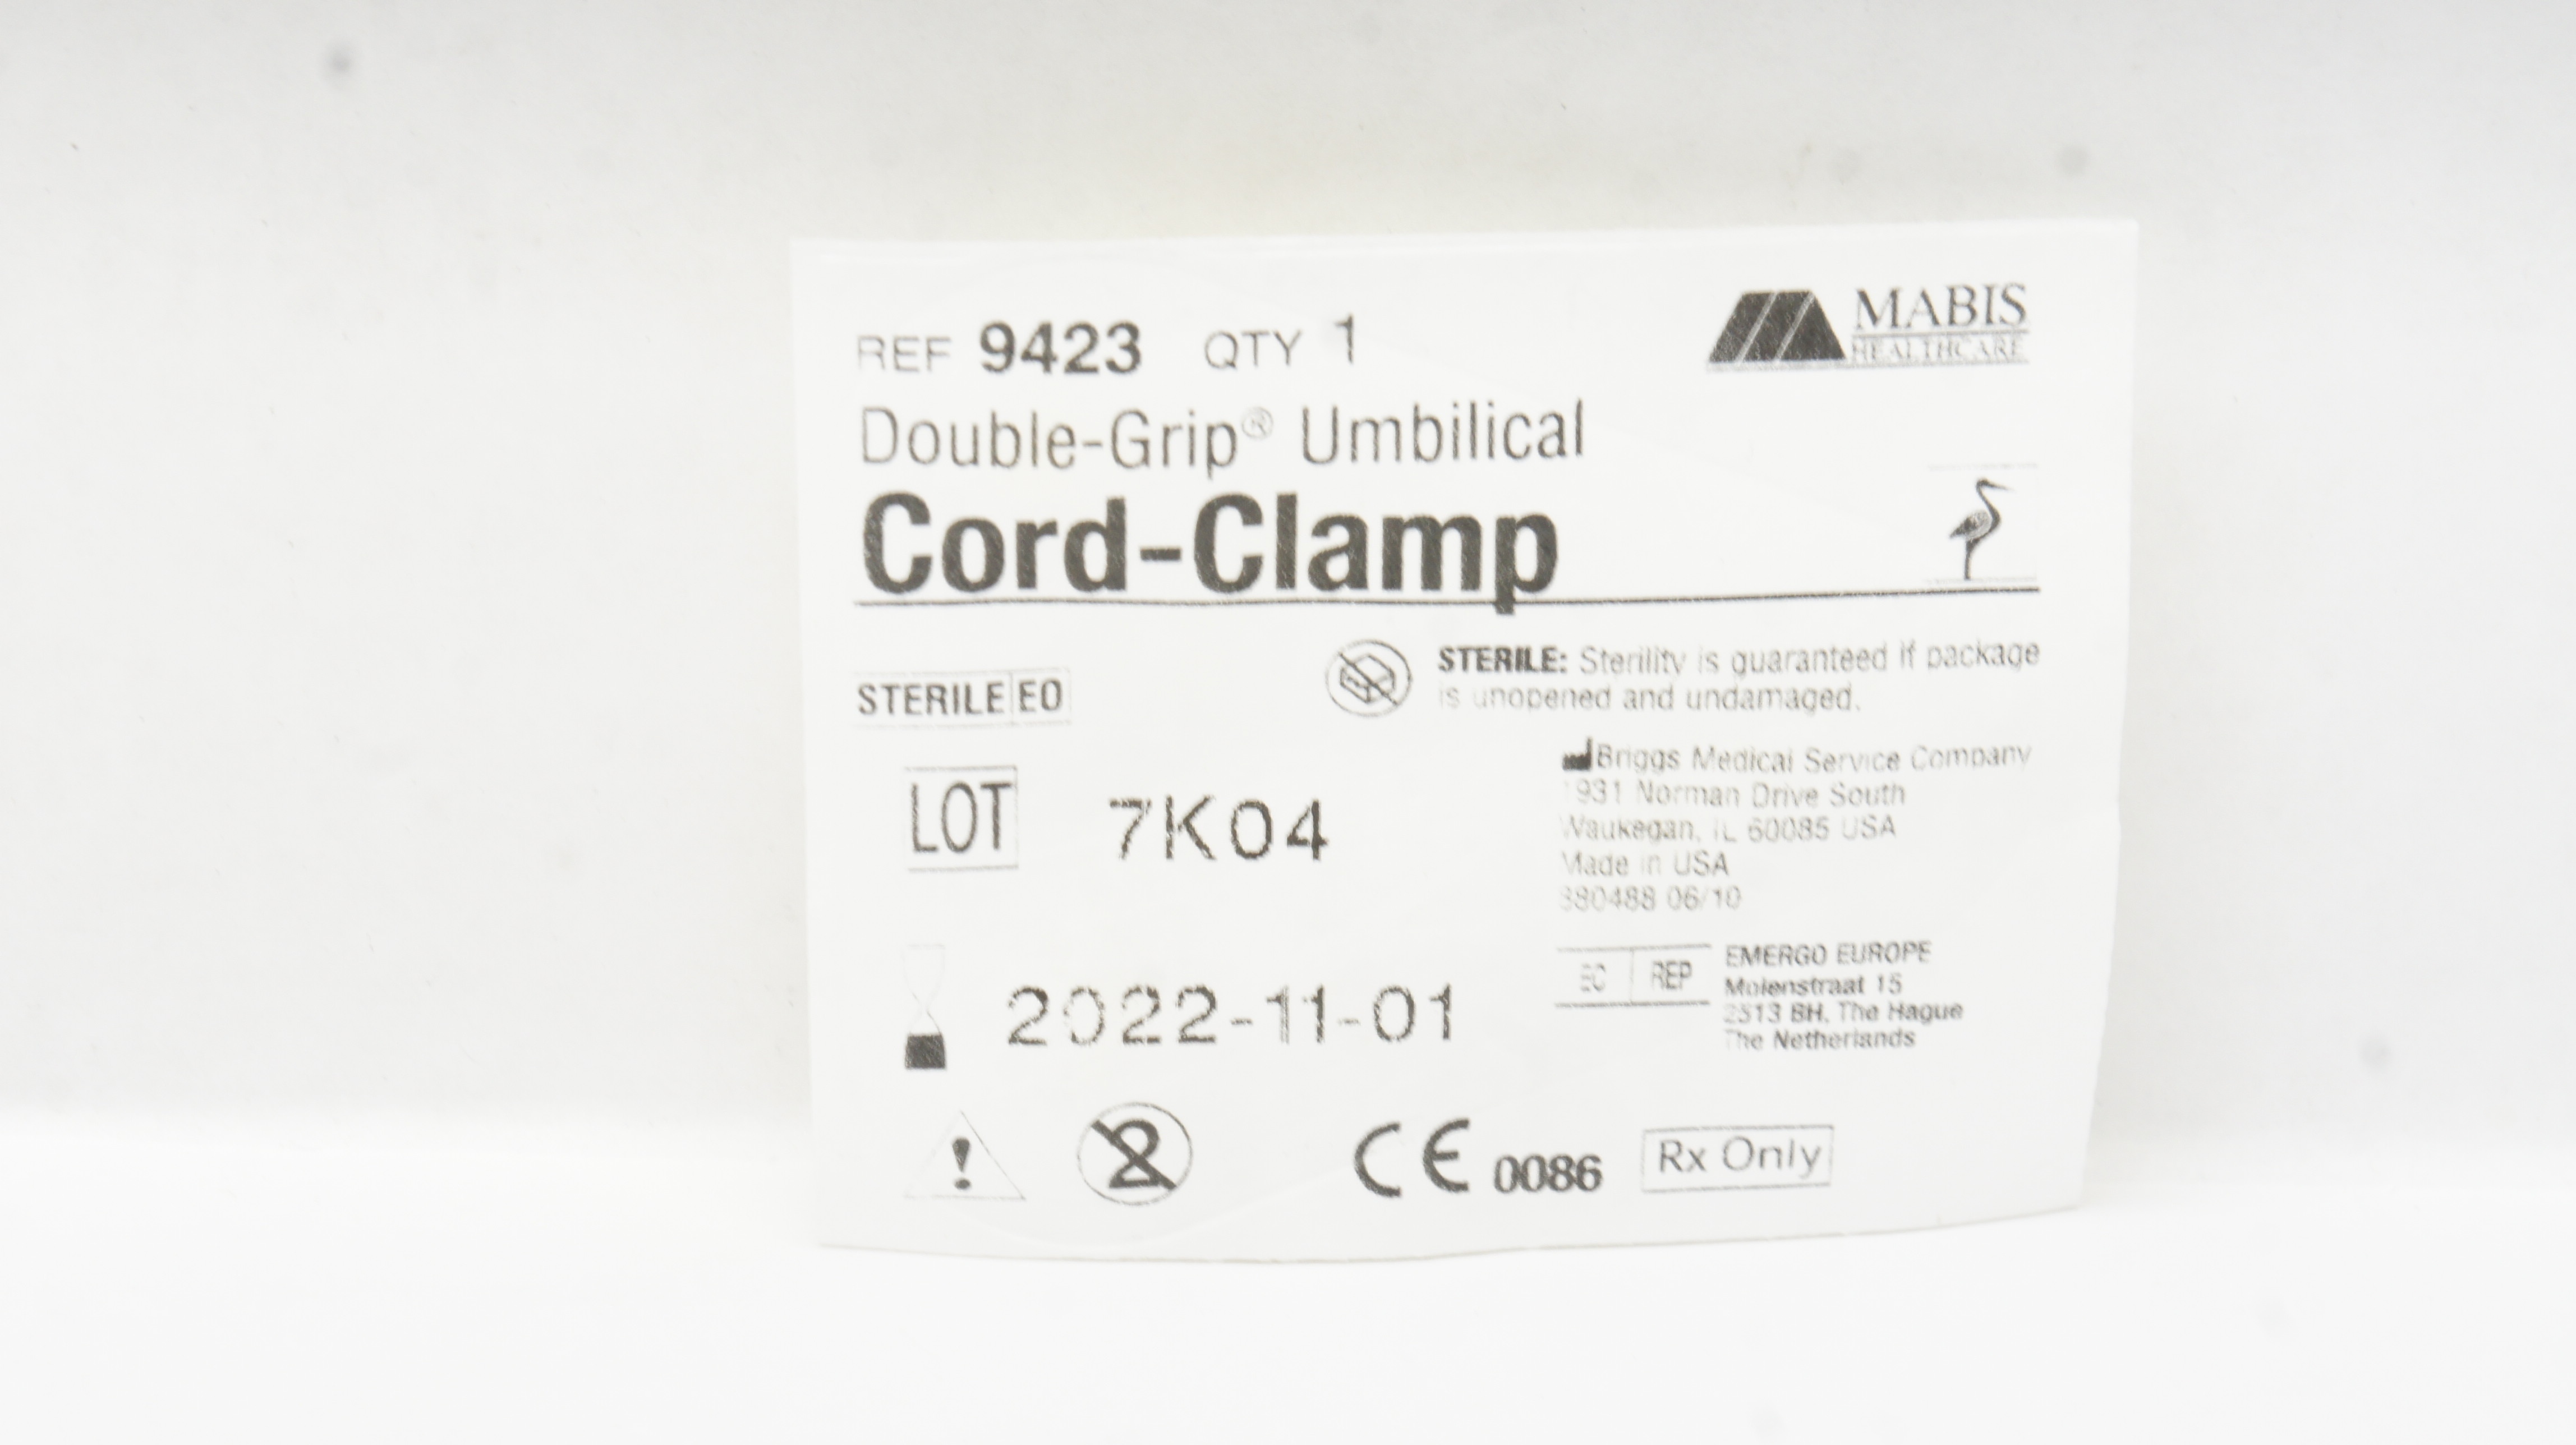 REF 9423 QTY 1
MABIS
HEALTHCARE
Double-Grip® Umbilical
Cord-Clamp
STERILE EO
STERILE: Sterility is guaranteed if package
is unopened and undamaged.
LOT 7K04
Briggs Medical Service Company
1931 Norman Drive South
Waukegan, IL 60085 USA
Made in USA
880488 06/10
2022-11-01
EC REP
EMERGO EUROPE
Molenstraat 15
2513 BH, The Hague
The Netherlands
! 2
CE 0086 Rx Only